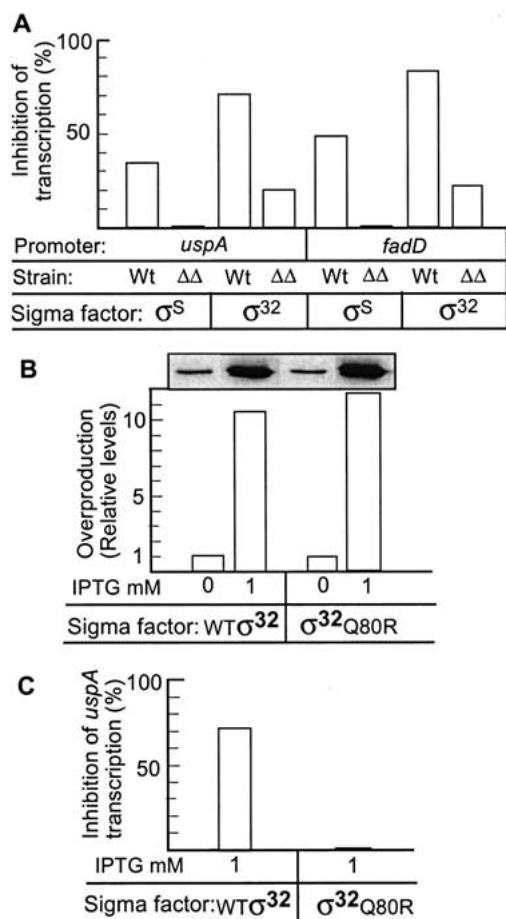 A
Inhibition of
transcription (%)
100
50
Promoter: uspA fadD
Strain: Wt ΔΔ Wt ΔΔ Wt ΔΔ Wt ΔΔ
Sigma factor: σS σ32 σS σ32
B
Overproduction
(Relative levels)
10
5
1
IPTG mM 0 1 0 1
Sigma factor: WTσ32 σ32Q80R
C
Inhibition of uspA
transcription (%)
100
50
IPTG mM 1 1
Sigma factor: WTσ32 σ32Q80R